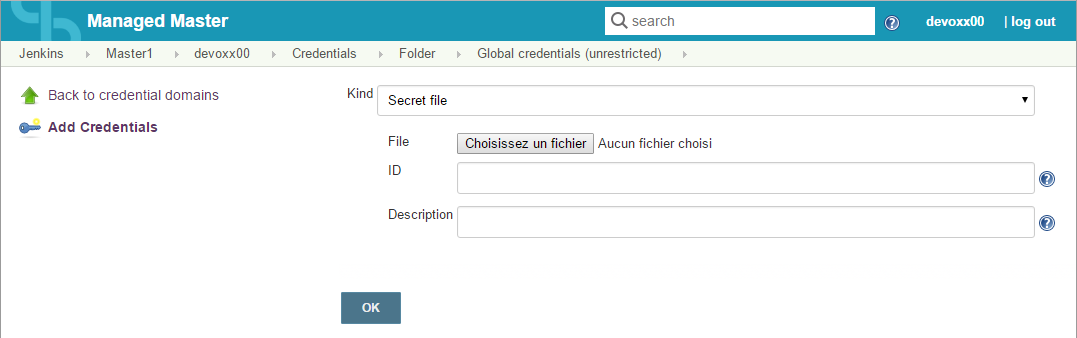 Managed Master search devoxx00 | log out
Jenkins Master1 devoxx00 Credentials Folder Global credentials (unrestricted)
Back to credential domains
Add Credentials
Kind Secret file
File Choisissez un fichier Aucun fichier choisi
ID
Description
OK